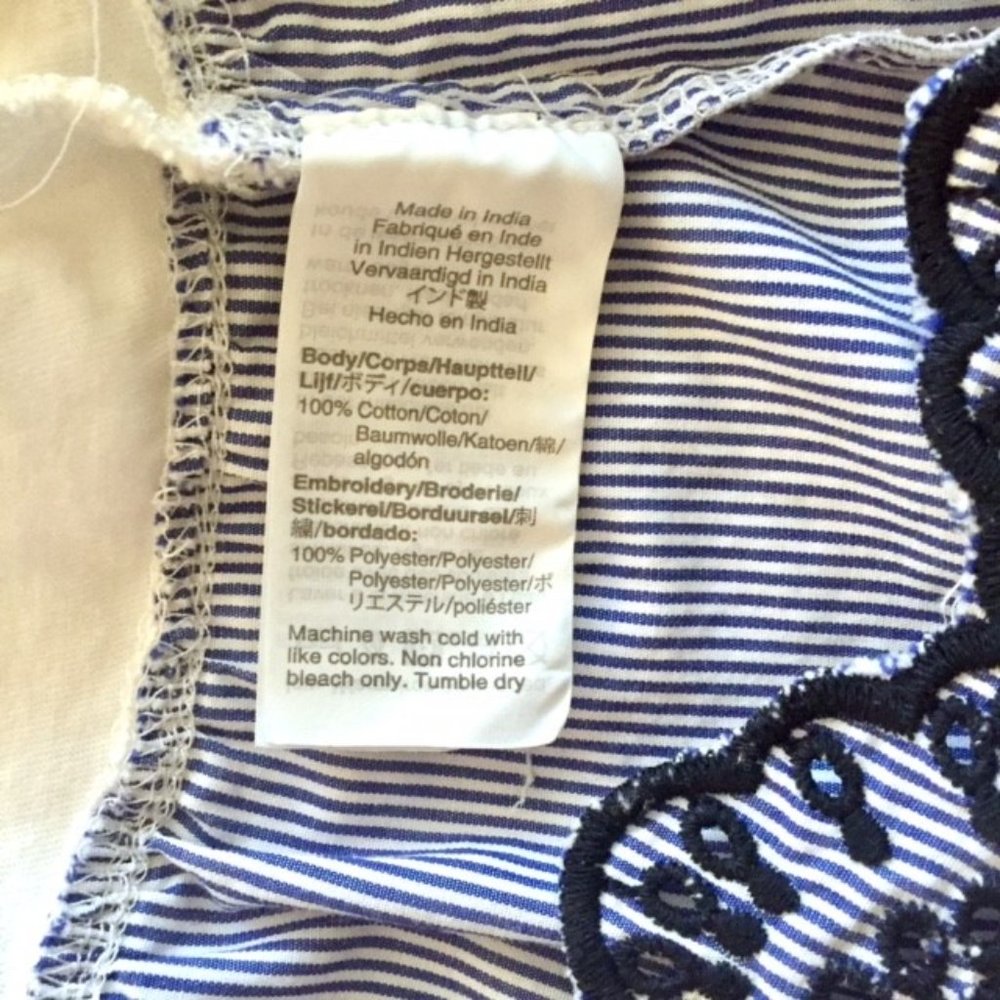 Made in India
Fabriqué en Inde
in Indien Hergestellt
Vervaardigd in India
インド製
Hecho en India
Body/Corps/Haupttell/
Lijf/ボディ/cuerpo:
100% Cotton/Coton/
Baumwolle/Katoen/綿/
algodón
Embroidery/Broderie/
Stickerei/Borduursel/刺
繍/bordado:
100% Polyester/Polyester/
Polyester/Polyester/ポ
リエステル/poliéster
Machine wash cold with
like colors. Non chlorine
bleach only. Tumble dry